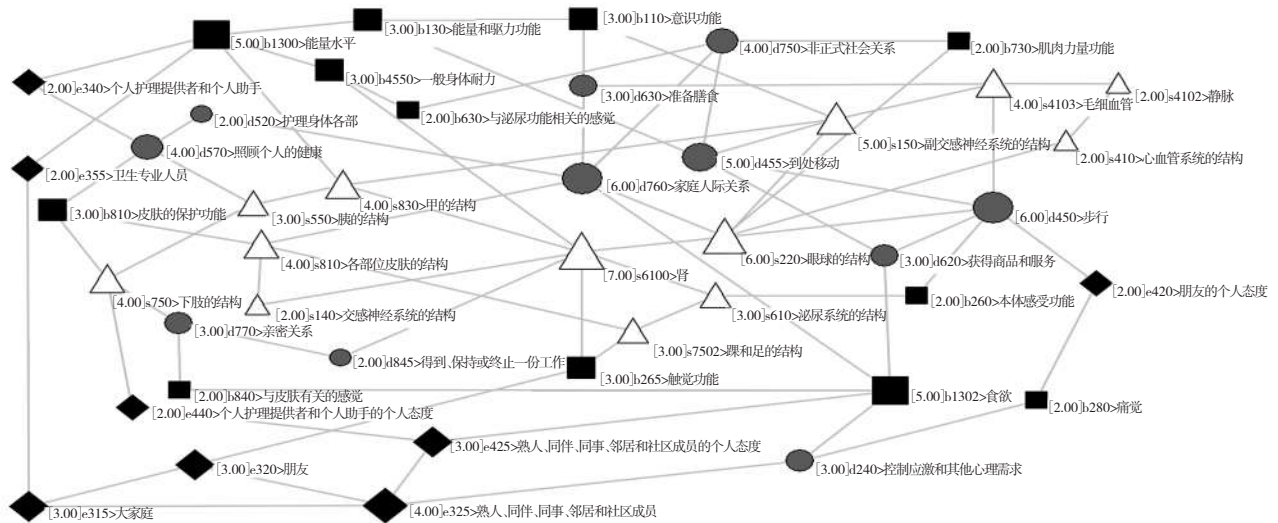 [3.00]b110>意识功能
[3.00]b130>能量和驱力功能
[5.00]b1300>能量水平
[4.00]d750>非正式社会关系
[2.00]b730>肌肉力量功能
[3.00]b4550>一般身体耐力
[2.00]e340>个人护理提供者和个人助手
[3.00]d630>准备膳食
[4.00]s4103>毛细血管
[2.00]s4102>静脉
[2.00]b630>与泌尿功能相关的感觉
[2.00]d520>护理身体各部
[5.00]s150>副交感神经系统的结构
[4.00]d570>照顾个人的健康
[2.00]s410>心血管系统的结构
[5.00]d455>到处移动
[2.00]e355>卫生专业人员
[6.00]d760>家庭人际关系
[4.00]s830>甲的结构
[3.00]b810>皮肤的保护功能
[3.00]s550>胰的结构
[6.00]d450>步行
[6.00]s220>眼球的结构
[3.00]d620>获得商品和服务
[4.00]s810>各部位皮肤的结构
[7.00]s6100>肾
[2.00]e420>朋友的个人态度
[4.00]s750>下肢的结构
[2.00]b260>本体感受功能
[2.00]s140>交感神经系统的结构
[3.00]s610>泌尿系统的结构
[3.00]d770>亲密关系
[3.00]s7502>踝和足的结构
[2.00]d845>得到、保持或终止一份工作
[3.00]b265>触觉功能
[2.00]b840>与皮肤有关的感觉
[5.00]b1302>食欲
[2.00]b280>痛觉
[2.00]e440>个人护理提供者和个人助手的个人态度
[3.00]e425>熟人、同伴、同事、邻居和社区成员的个人态度
[3.00]e320>朋友
[3.00]d240>控制应激和其他心理需求
[3.00]e315>大家庭
[4.00]e325>熟人、同伴、同事、邻居和社区成员